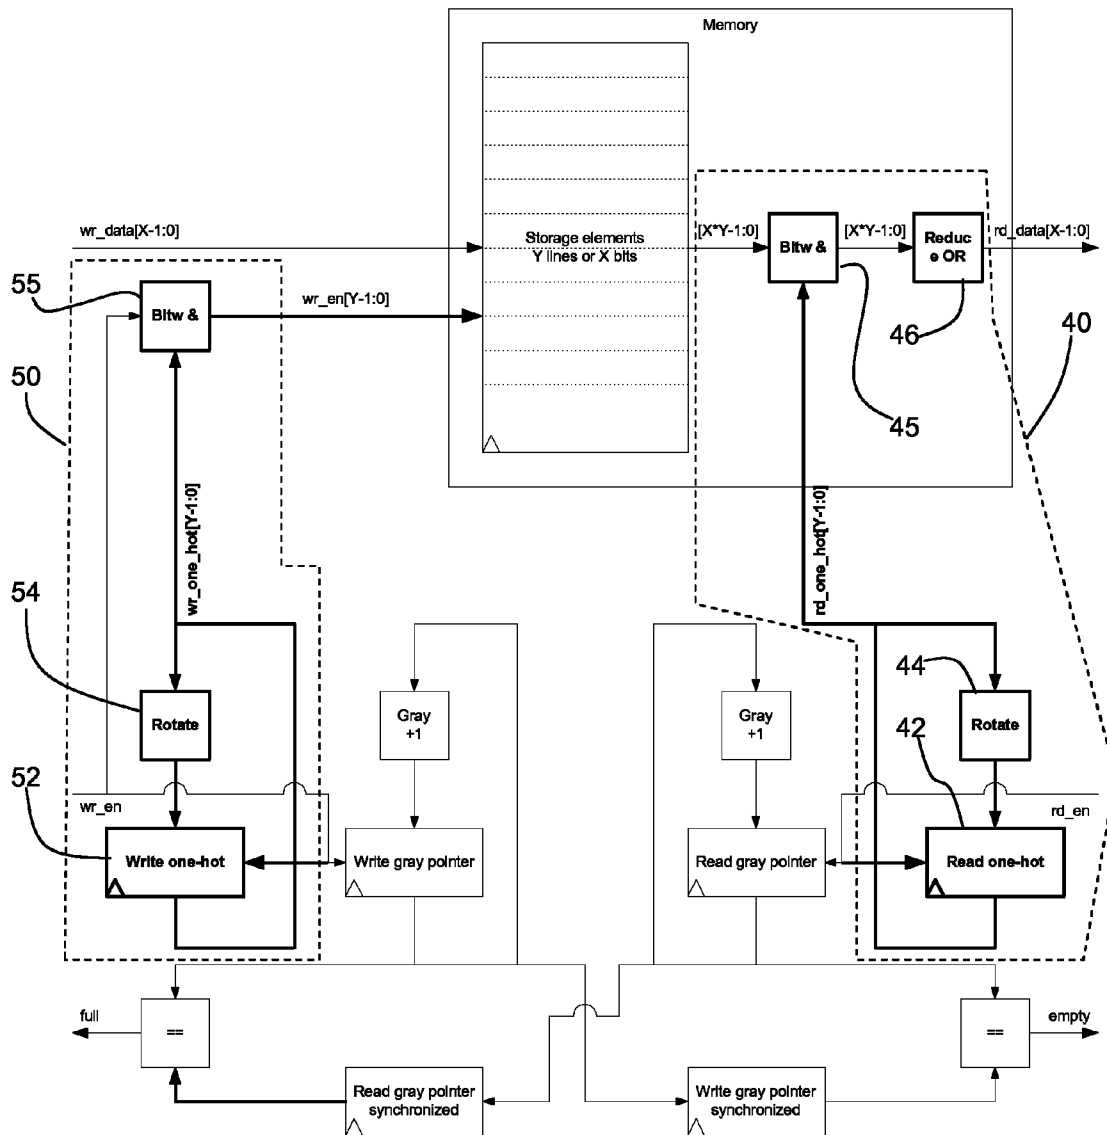 Memory
wr_data[X-1:0]
Storage elements
Y lines or X bits
[X*Y-1:0]
Bitw &
[X*Y-1:0]
Reduc
e OR
rd_data[X-1:0]
55
Bitw &
wr_en[Y-1:0]
46
40
50
45
wr_one_hot[Y-1:0]
rd_one_hot[Y-1:0]
54
44
Rotate
Gray
+1
Gray
+1
Rotate
42
52
wr_en
rd_en
Write one-hot
Write gray pointer
Read gray pointer
Read one-hot
full
==
==
empty
Read gray pointer
synchronized
Write gray pointer
synchronized